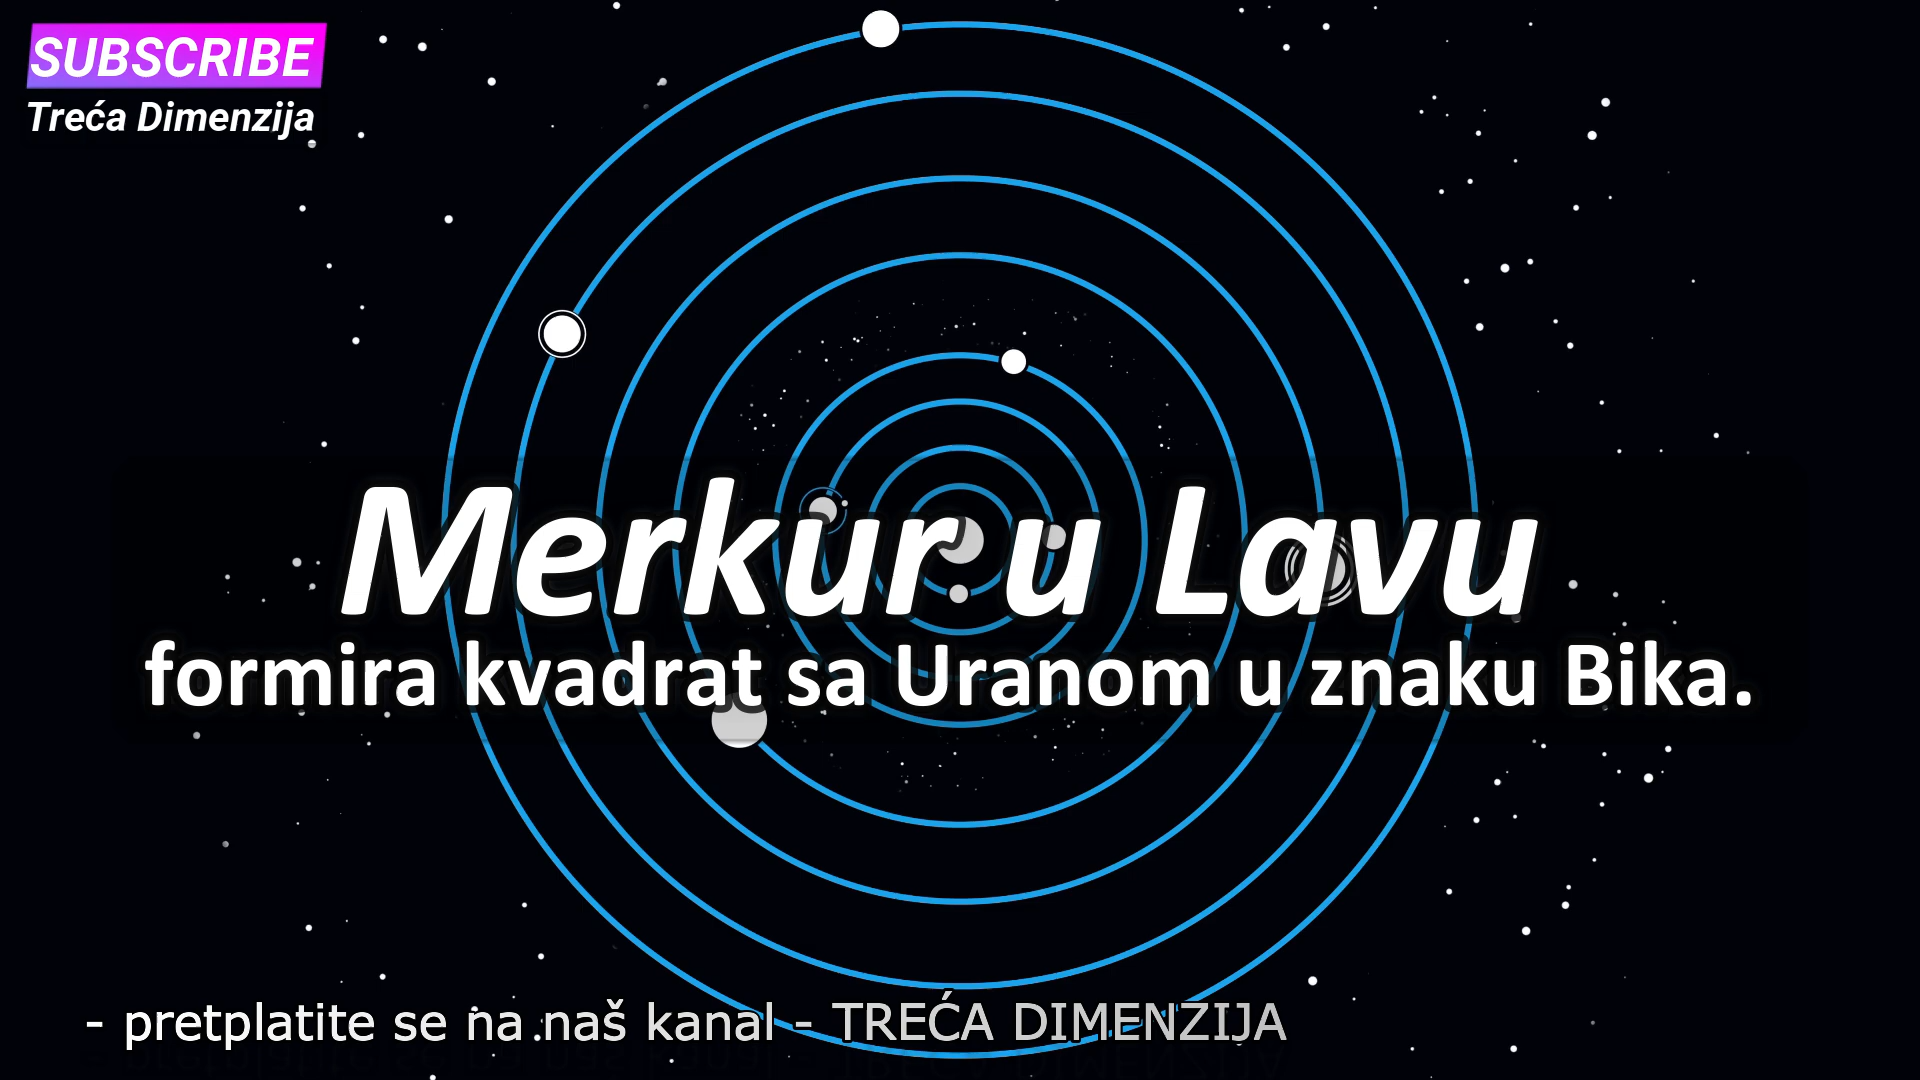 SUBSCRIBE
Treća Dimenzija
Merkur u Lavu
formira kvadrat sa Uranom u znaku Bika.
- pretplatite se na naš kanal - TREĆA DIMENZIJA